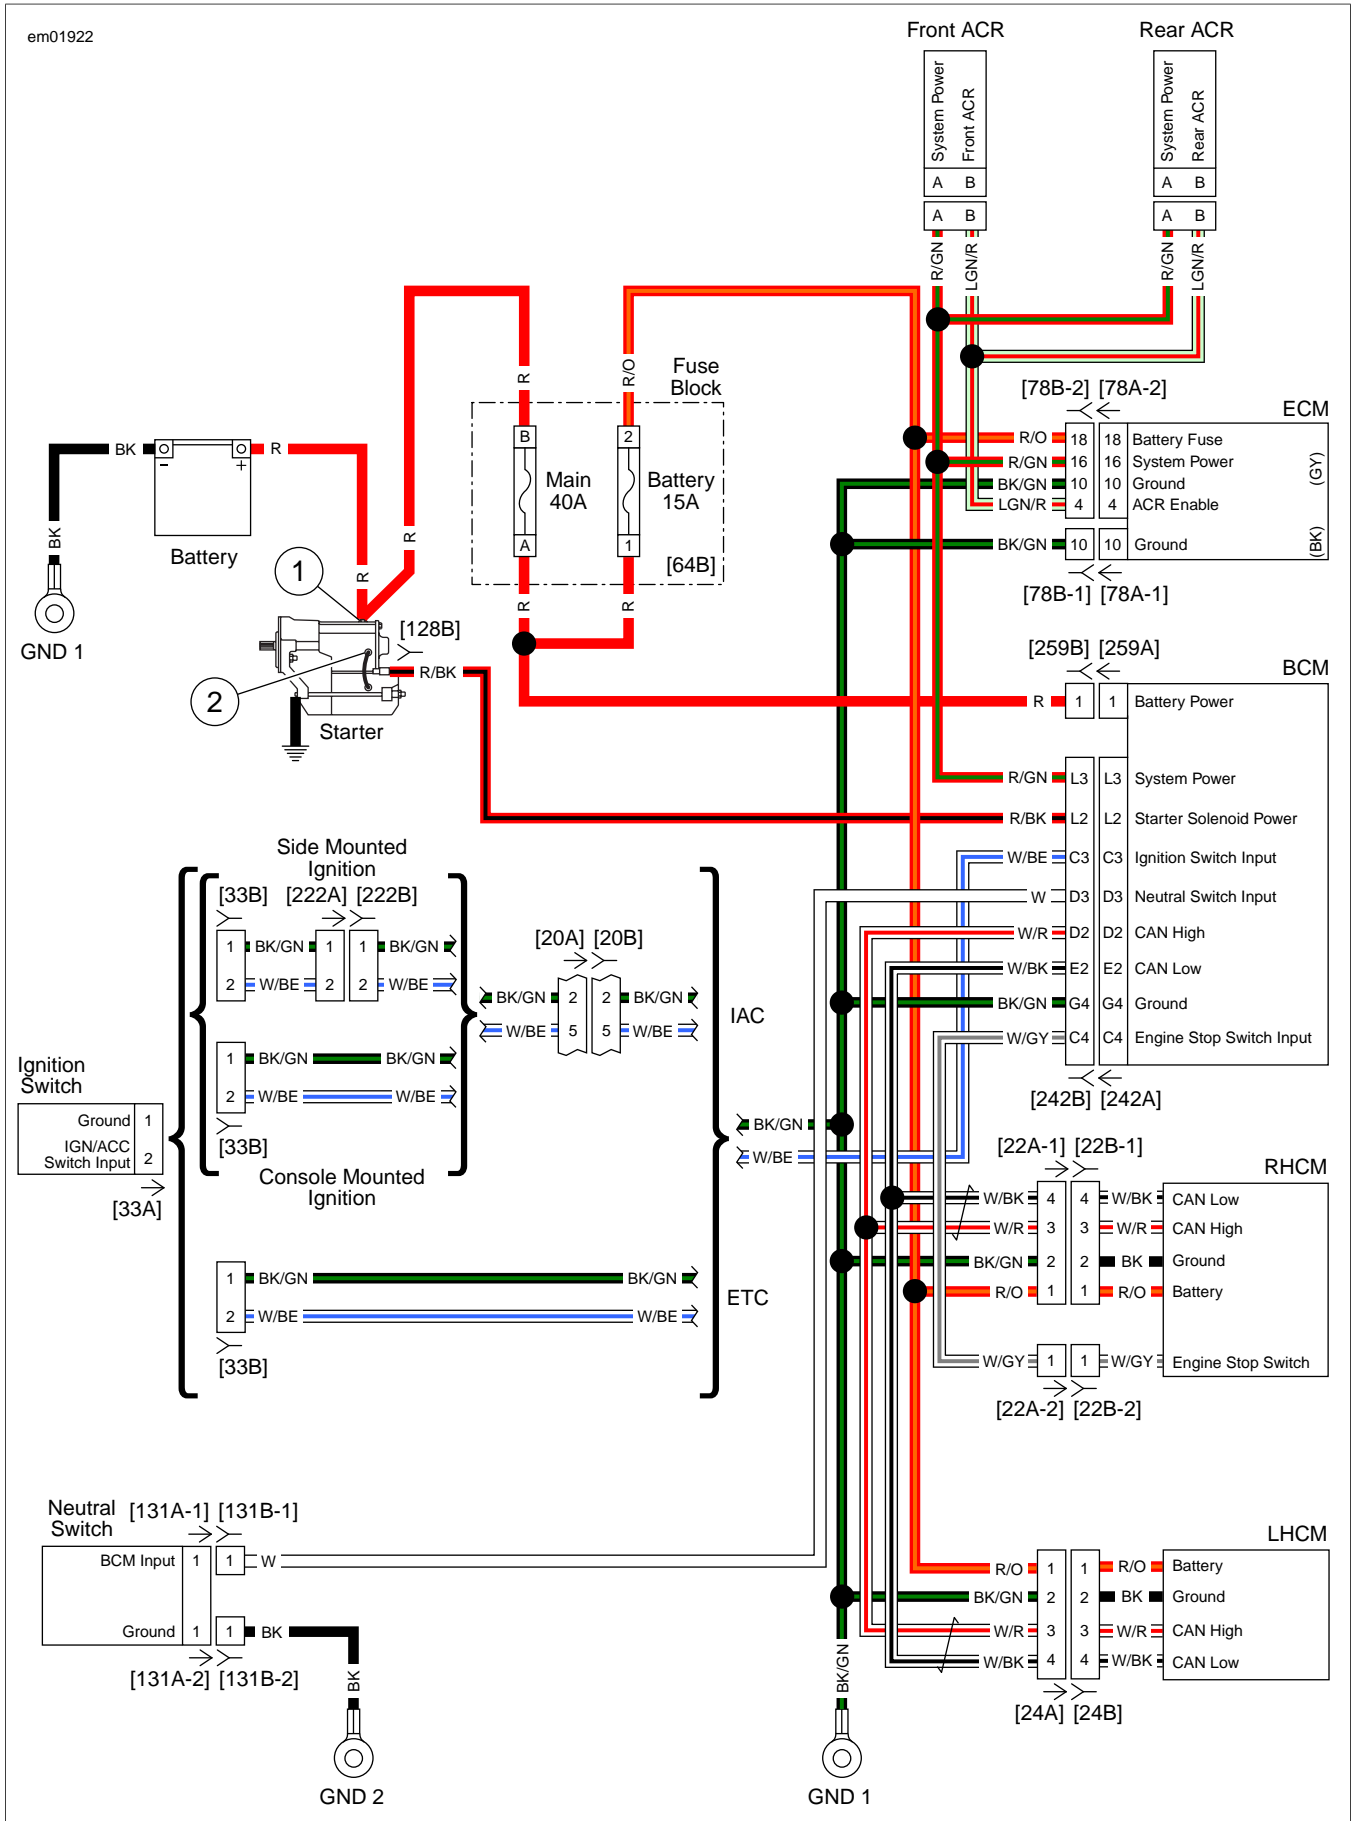 em01922
Front ACR
Rear ACR
System Power
Front ACR
System Power
Rear ACR
A B
A B
A B
A B
R/GN
LGN/R
R/GN
LGN/R
R
R
R/O
Fuse
Block
B
2
Main
40A
Battery
15A
A
1
[64B]
R
R
BK
R
- +
Battery
BK
R
GND 1
1
2
[128B]
R/BK
Starter
[78B-2] [78A-2]
ECM
R/O 18 18 Battery Fuse
R/GN 16 16 System Power
BK/GN 10 10 Ground
LGN/R 4 4 ACR Enable
(GY)
BK/GN 10 10 Ground
(BK)
[78B-1] [78A-1]
[259B] [259A]
BCM
R 1 1 Battery Power
R/GN L3 L3 System Power
R/BK L2 L2 Starter Solenoid Power
W/BE C3 C3 Ignition Switch Input
W D3 D3 Neutral Switch Input
W/R D2 D2 CAN High
W/BK E2 E2 CAN Low
BK/GN G4 G4 Ground
W/GY C4 C4 Engine Stop Switch Input
[242B] [242A]
Side Mounted
Ignition
[33B] [222A] [222B]
1 BK/GN 1 1 BK/GN
2 W/BE 2 2 W/BE
[20A] [20B]
BK/GN 2 2 BK/GN
W/BE 5 5 W/BE
IAC
1 BK/GN BK/GN
2 W/BE W/BE
[33B]
Console Mounted
Ignition
Ignition
Switch
Ground 1
IGN/ACC
Switch Input 2
[33A]
BK/GN
W/BE
1 BK/GN BK/GN
2 W/BE W/BE
[33B]
ETC
[22A-1] [22B-1]
RHCM
W/BK 4 4 W/BK CAN Low
W/R 3 3 W/R CAN High
BK/GN 2 2 BK Ground
R/O 1 1 R/O Battery
W/GY 1 1 W/GY Engine Stop Switch
[22A-2] [22B-2]
Neutral
Switch
[131A-1] [131B-1]
BCM Input 1 1 W
Ground 1 1 BK
[131A-2] [131B-2]
BK
GND 2
BK/GN
GND 1
LHCM
R/O 1 1 R/O Battery
BK/GN 2 2 BK Ground
W/R 3 3 W/R CAN High
W/BK 4 4 W/BK CAN Low
[24A] [24B]